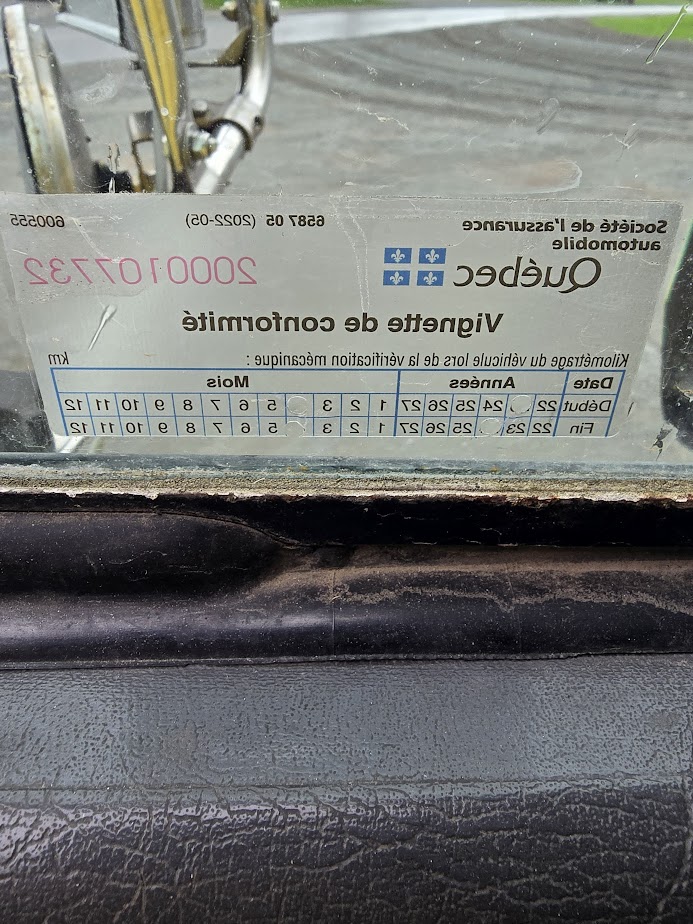 Société de l'assurance
automobile
6587 05 (2022-05) 600555
Québec
2000107732
Vignette de conformité
Kilométrage du véhicule lors de la vérification mécanique : km
Date Années Mois
Début 22 24 25 26 27 1 2 3 5 6 7 8 9 10 11 12
Fin 22 23 25 26 27 1 2 3 5 6 7 8 9 10 11 12